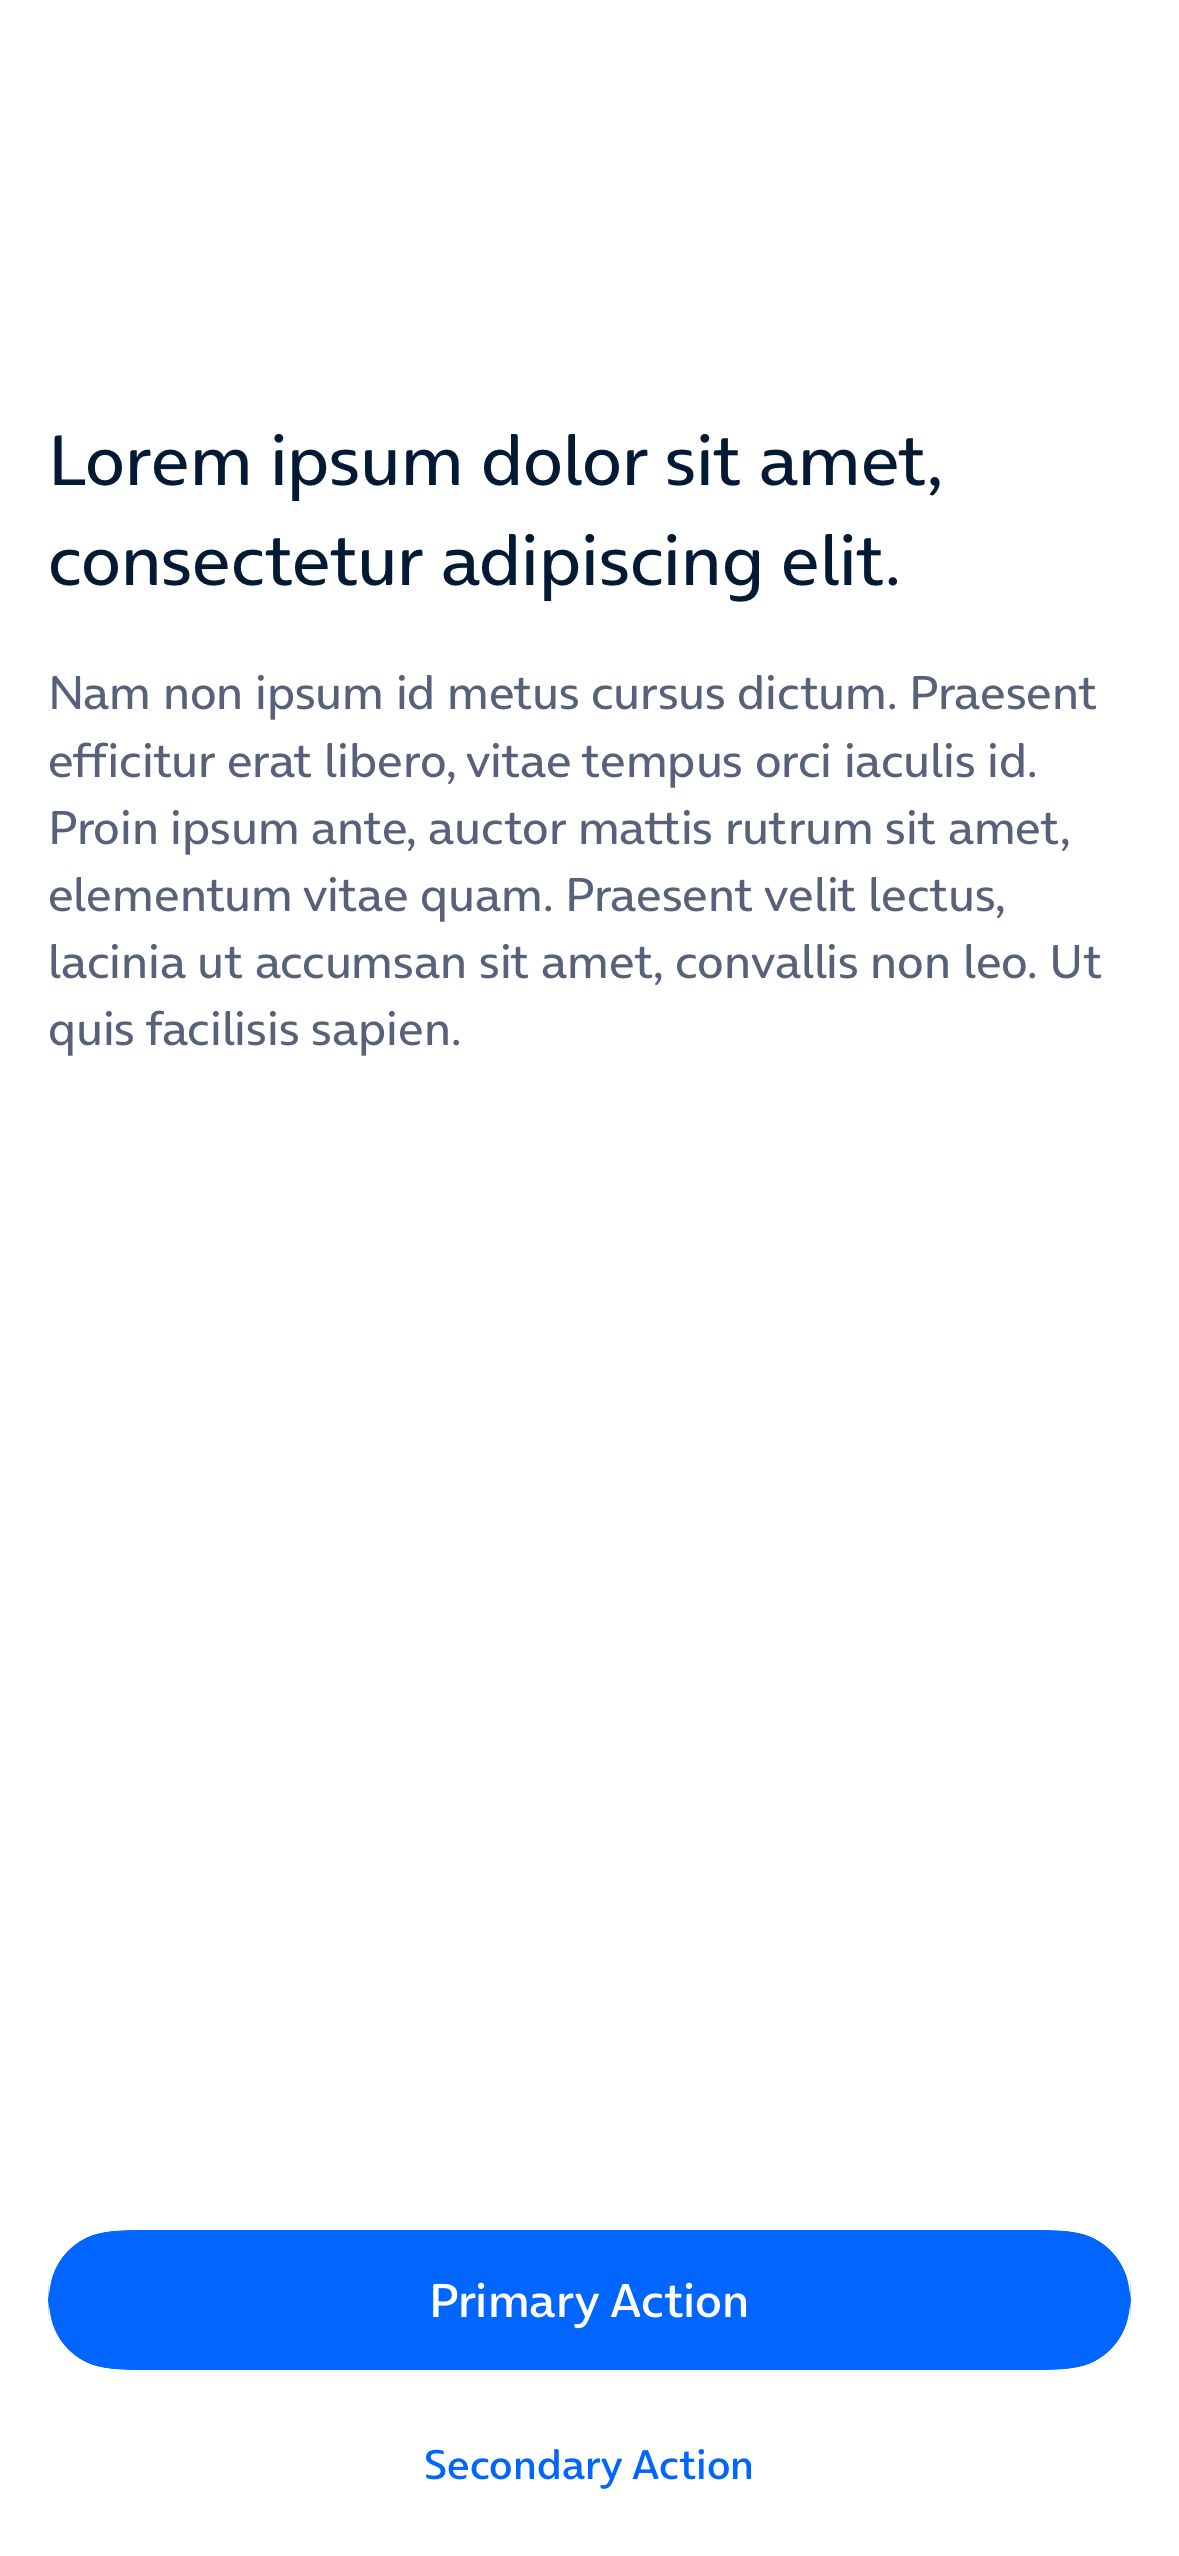 Lorem ipsum dolor sit amet,
consectetur adipiscing elit.
Nam non ipsum id metus cursus dictum. Praesent
efficitur erat libero, vitae tempus orci iaculis id.
Proin ipsum ante, auctor mattis rutrum sit amet,
elementum vitae quam. Praesent velit lectus,
lacinia ut accumsan sit amet, convallis non leo. Ut
quis facilisis sapien.
Primary Action
Secondary Action